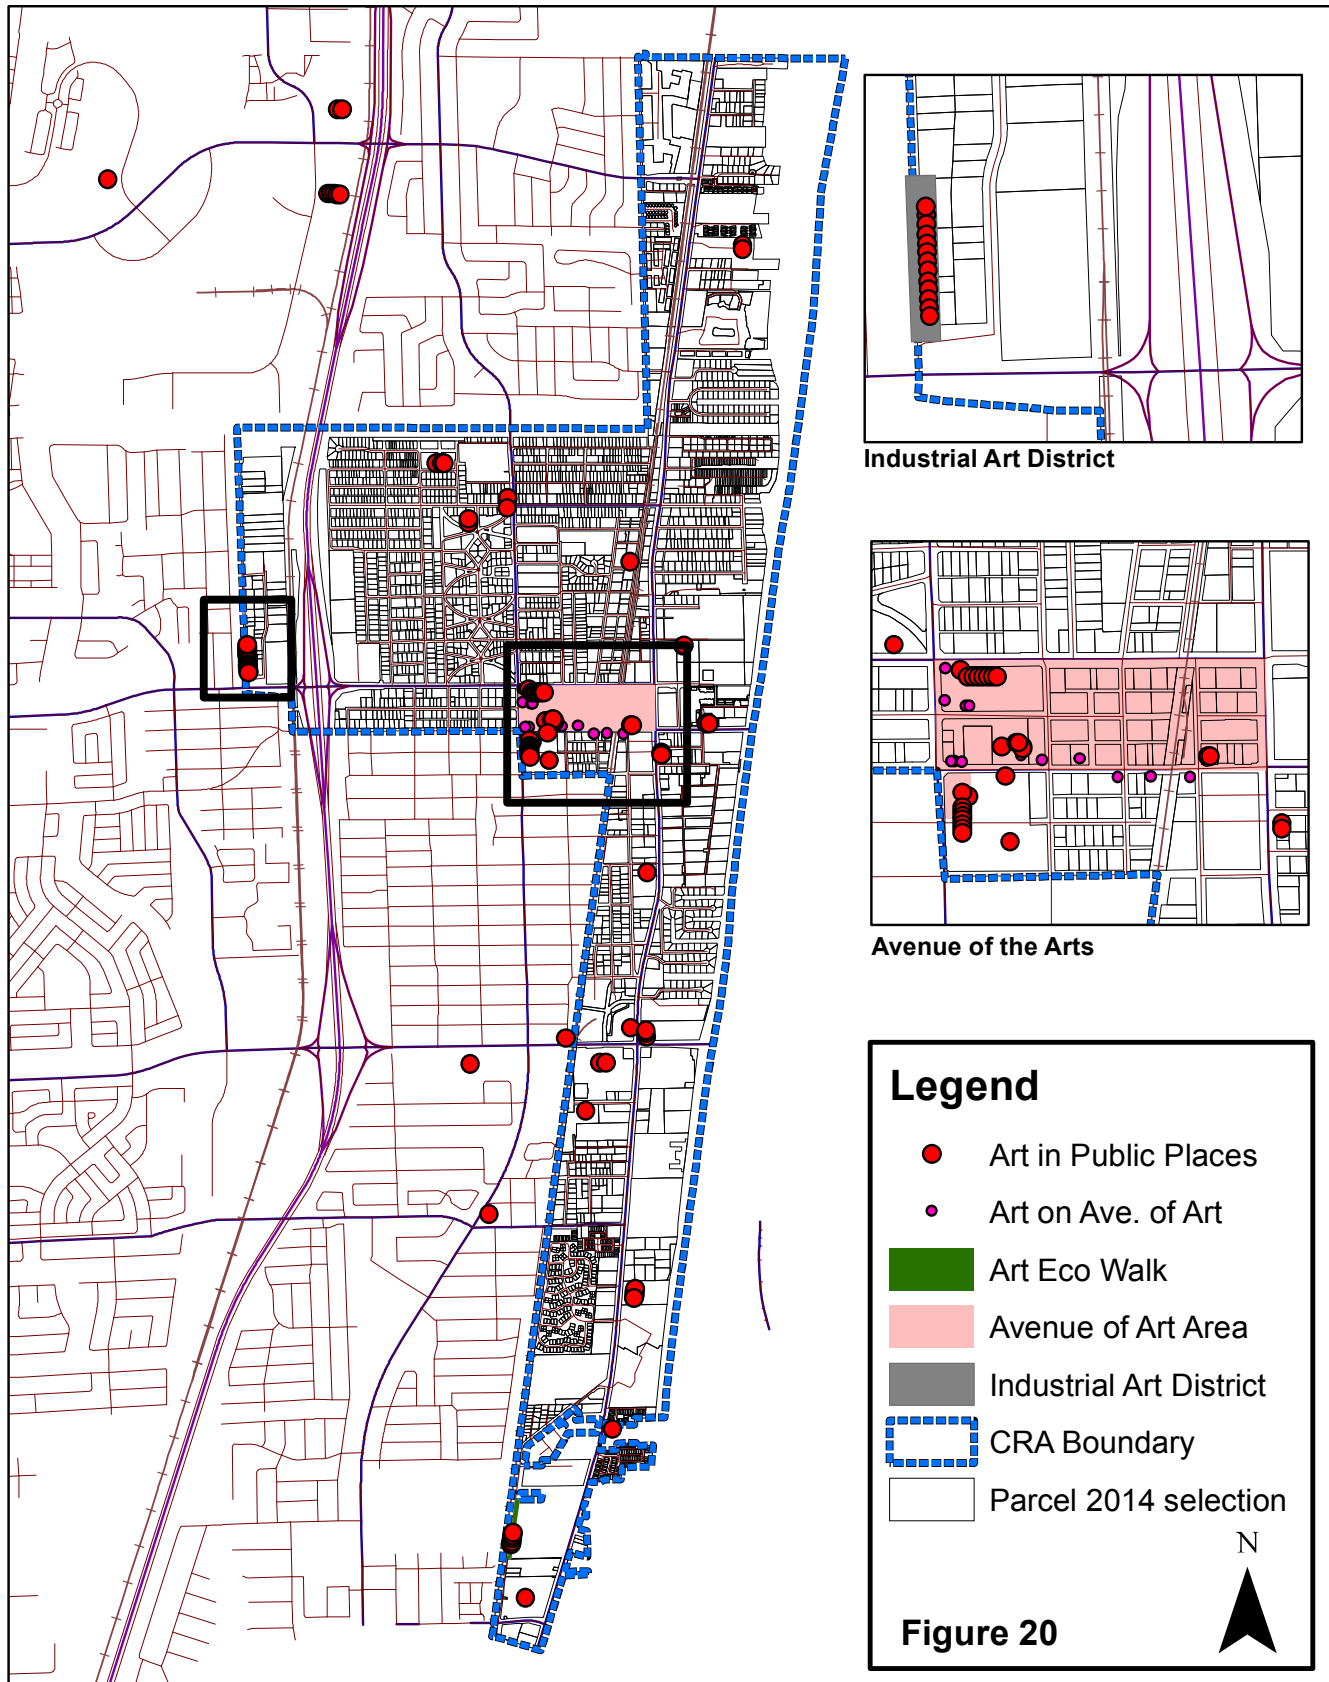 Industrial Art District
Avenue of the Arts
Legend
Art in Public Places
Art on Ave. of Art
Art Eco Walk
Avenue of Art Area
Industrial Art District
CRA Boundary
Parcel 2014 selection
N
Figure 20